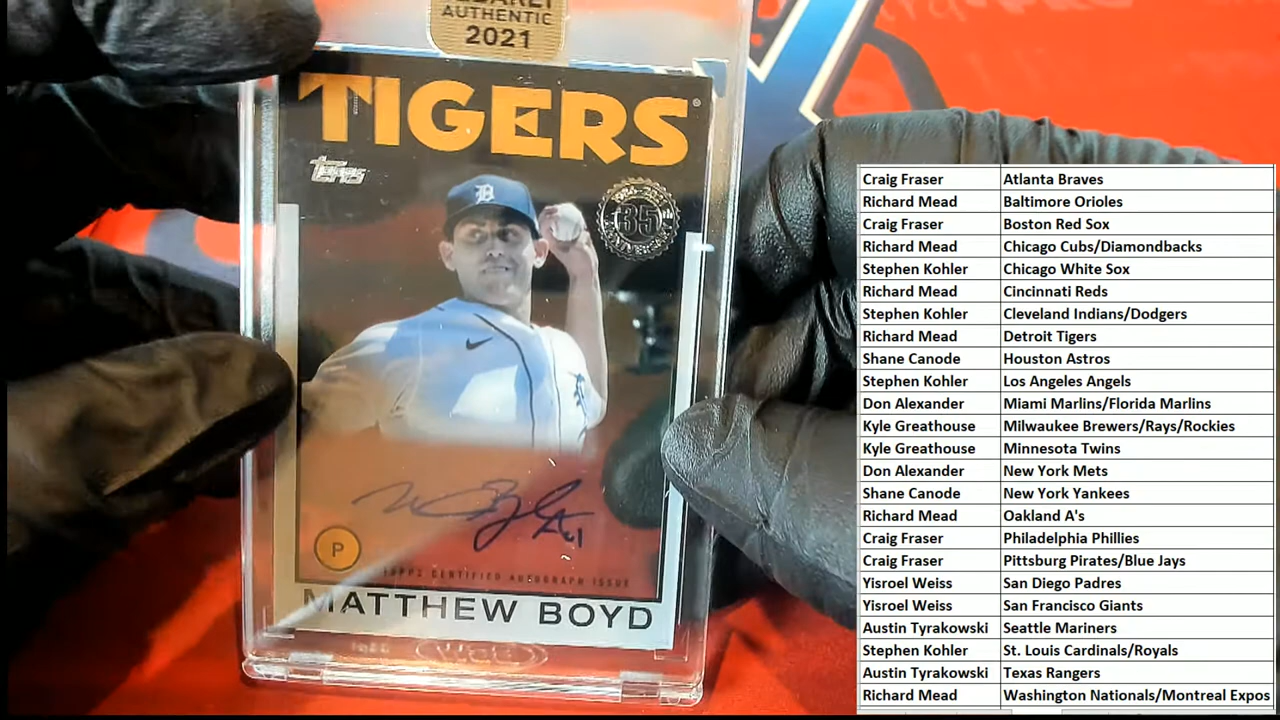 AUTHENTIC
2021
TIGERS
Topps
35
P
TOPPS CERTIFIED AUTOGRAPH ISSUE
MATTHEW BOYD
Craig Fraser Atlanta Braves
Richard Mead Baltimore Orioles
Craig Fraser Boston Red Sox
Richard Mead Chicago Cubs/Diamondbacks
Stephen Kohler Chicago White Sox
Richard Mead Cincinnati Reds
Stephen Kohler Cleveland Indians/Dodgers
Richard Mead Detroit Tigers
Shane Canode Houston Astros
Stephen Kohler Los Angeles Angels
Don Alexander Miami Marlins/Florida Marlins
Kyle Greathouse Milwaukee Brewers/Rays/Rockies
Kyle Greathouse Minnesota Twins
Don Alexander New York Mets
Shane Canode New York Yankees
Richard Mead Oakland A's
Craig Fraser Philadelphia Phillies
Craig Fraser Pittsburg Pirates/Blue Jays
Yisroel Weiss San Diego Padres
Yisroel Weiss San Francisco Giants
Austin Tyrakowski Seattle Mariners
Stephen Kohler St. Louis Cardinals/Royals
Austin Tyrakowski Texas Rangers
Richard Mead Washington Nationals/Montreal Expos